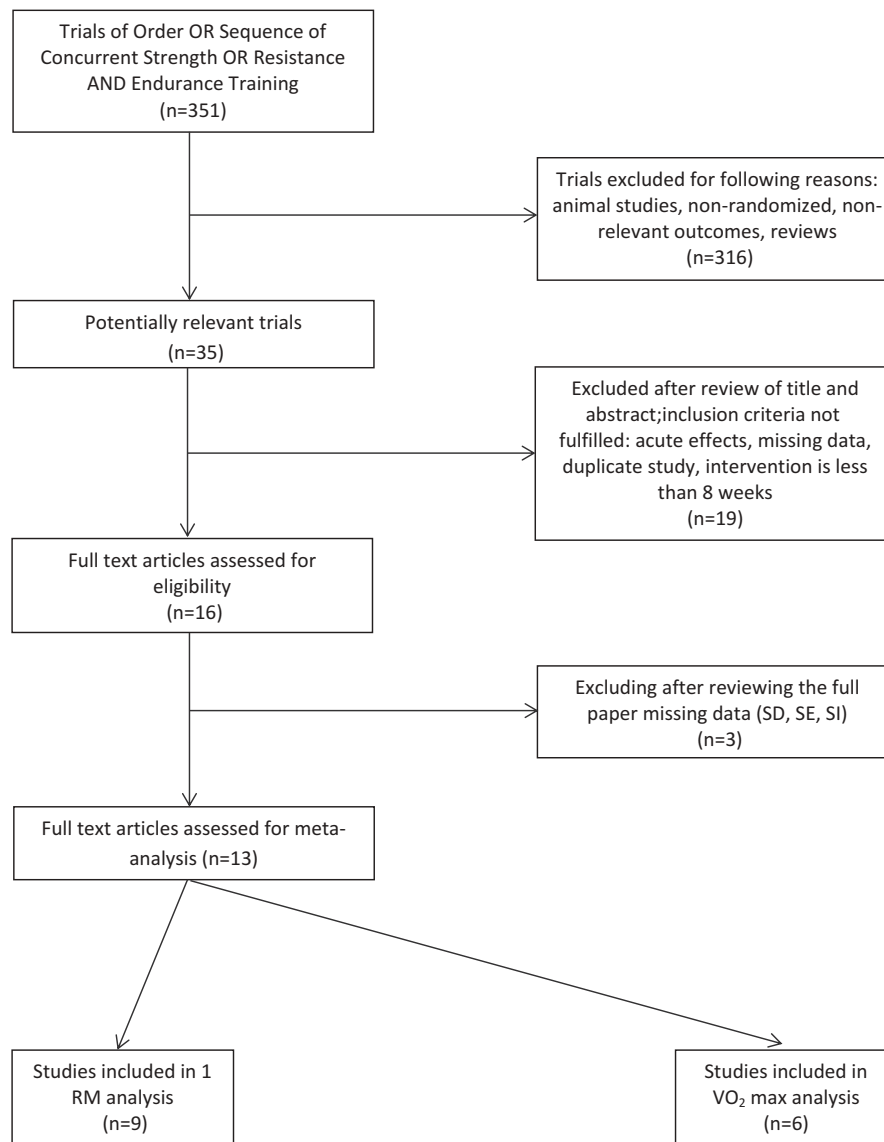 Trials of Order OR Sequence of
Concurrent Strength OR Resistance
AND Endurance Training
(n=351)
Trials excluded for following reasons:
animal studies, non-randomized, non-
relevant outcomes, reviews
(n=316)
Potentially relevant trials
(n=35)
Excluded after review of title and
abstract;inclusion criteria not
fulfilled: acute effects, missing data,
duplicate study, intervention is less
than 8 weeks
(n=19)
Full text articles assessed for
eligibility
(n=16)
Excluding after reviewing the full
paper missing data (SD, SE, SI)
(n=3)
Full text articles assessed for meta-
analysis (n=13)
Studies included in 1
RM analysis
(n=9)
Studies included in
VO₂ max analysis
(n=6)